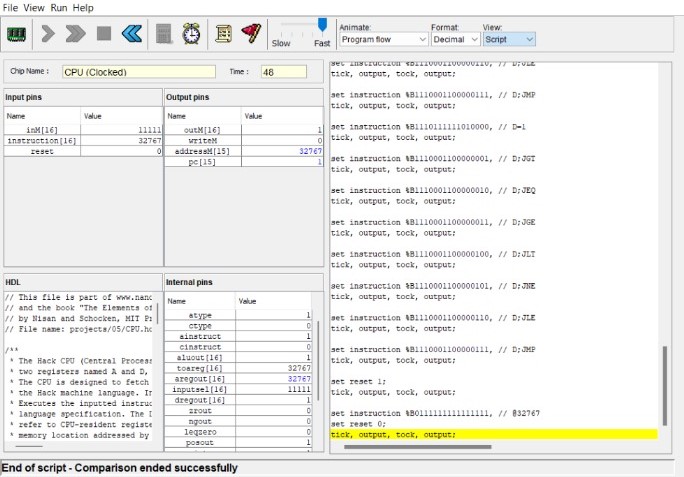 File View Run Help
Animate:
Format:
View:
Program flow
Decimal
Script
Slow
Fast
Chip Name :
CPU (Clocked)
Time :
48
Input pins
Name
Value
inM[16]
11111
instruction[16]
32767
reset
0
Output pins
Name
Value
outM[16]
1
writeM
0
addressM[15]
32767
pc[15]
1
HDL
// This file is part of www.nand
// and the book "The Elements of
// by Nisan and Schocken, MIT Pr
// File name: projects/05/CPU.hd
/**
* The Hack CPU (Central Process
* two registers named A and D,
* The CPU is designed to fetch
* the Hack machine language. In
* Executes the inputted instruc
* language specification. The D
* refer to CPU-resident registe
* memory location addressed by
Internal pins
Name
Value
atype
1
ctype
0
ainstruct
1
cinstruct
0
aluout[16]
1
toareg[16]
32767
aregout[16]
32767
inputsel[16]
11111
dregout[16]
1
zrout
0
ngout
0
leqzero
0
posout
1
set instruction %B1110001100000110, // D;JLE
tick, output, tock, output;
set instruction %B1110001100000111, // D;JMP
tick, output, tock, output;
set instruction %B1110111111010000, // D=1
tick, output, tock, output;
set instruction %B1110001100000001, // D;JGT
tick, output, tock, output;
set instruction %B1110001100000010, // D;JEQ
tick, output, tock, output;
set instruction %B1110001100000011, // D;JGE
tick, output, tock, output;
set instruction %B1110001100000100, // D;JLT
tick, output, tock, output;
set instruction %B1110001100000101, // D;JNE
tick, output, tock, output;
set instruction %B1110001100000110, // D;JLE
tick, output, tock, output;
set instruction %B1110001100000111, // D;JMP
tick, output, tock, output;
set reset 1;
tick, output, tock, output;
set instruction %B0111111111111111, // @32767
set reset 0;
tick, output, tock, output;
End of script - Comparison ended successfully